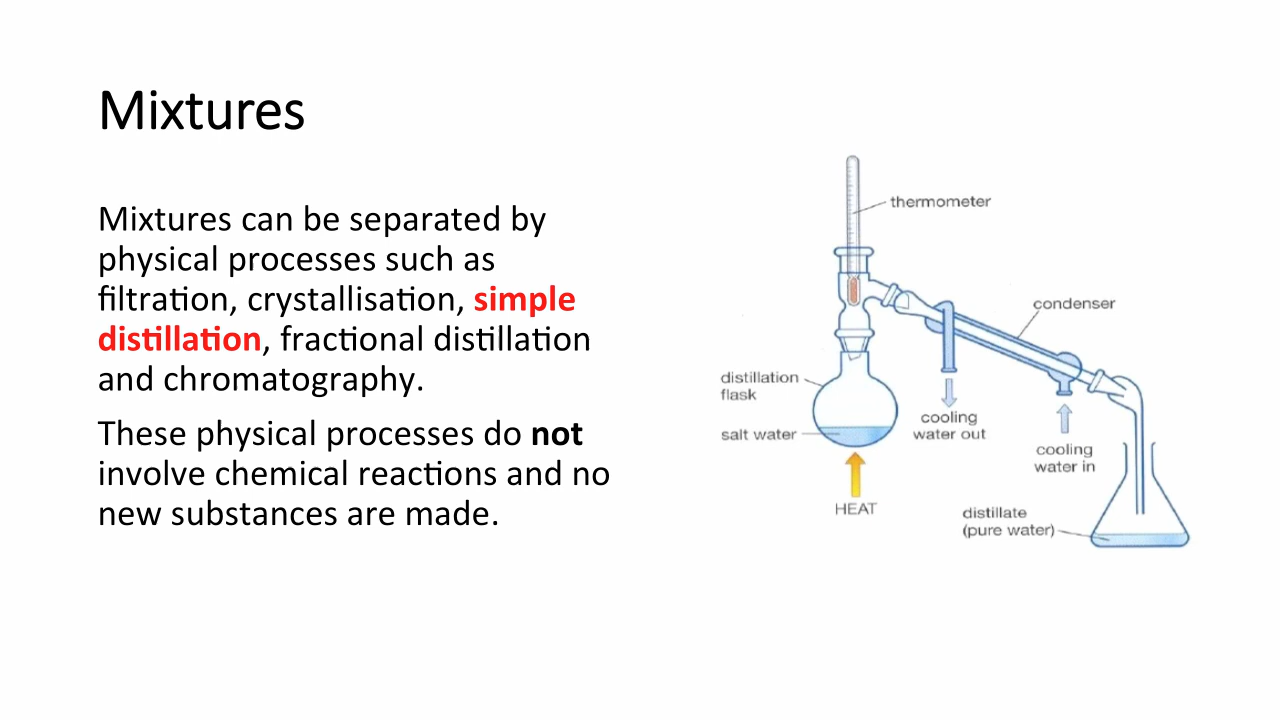 Mixtures
Mixtures can be separated by
physical processes such as
filtration, crystallisation, simple
distillation, fractional distillation
and chromatography.
These physical processes do not
involve chemical reactions and no
new substances are made.
thermometer
condenser
distillation
flask
salt water
cooling
water out
cooling
water in
HEAT
distillate
(pure water)